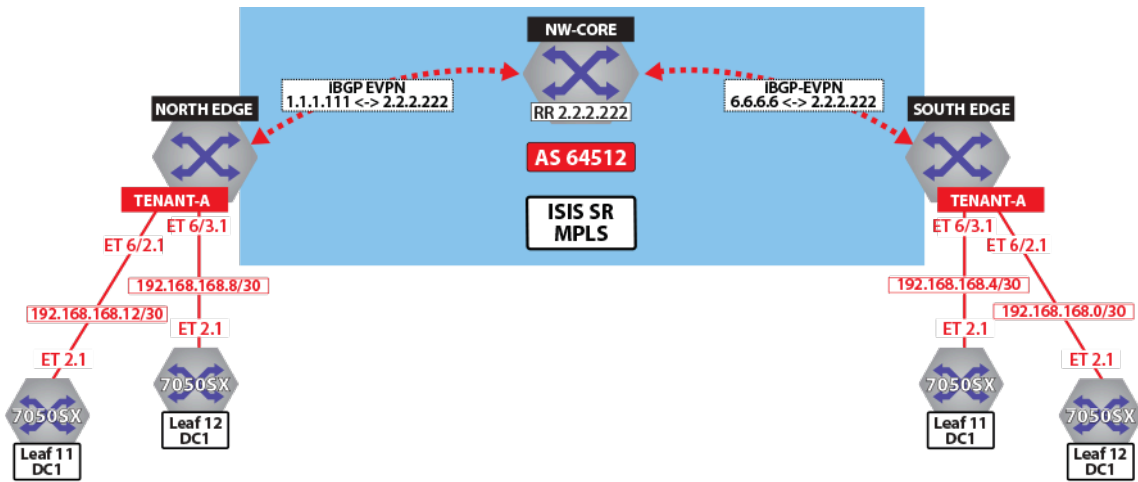 NW-CORE
IBGP EVPN
1.1.1.111 <-> 2.2.2.222
IBGP-EVPN
6.6.6.6 <-> 2.2.2.222
NORTH EDGE
RR 2.2.2.222
SOUTH EDGE
AS 64512
TENANT-A
TENANT-A
ISIS SR
MPLS
ET 6/3.1
ET 6/2.1
ET 6/3.1
ET 6/2.1
192.168.168.8/30
192.168.168.4/30
192.168.168.12/30
192.168.168.0/30
ET 2.1
ET 2.1
ET 2.1
ET 2.1
7050SX
7050SX
7050SX
7050SX
Leaf 12
DC1
Leaf 11
DC1
Leaf 11
DC1
Leaf 12
DC1